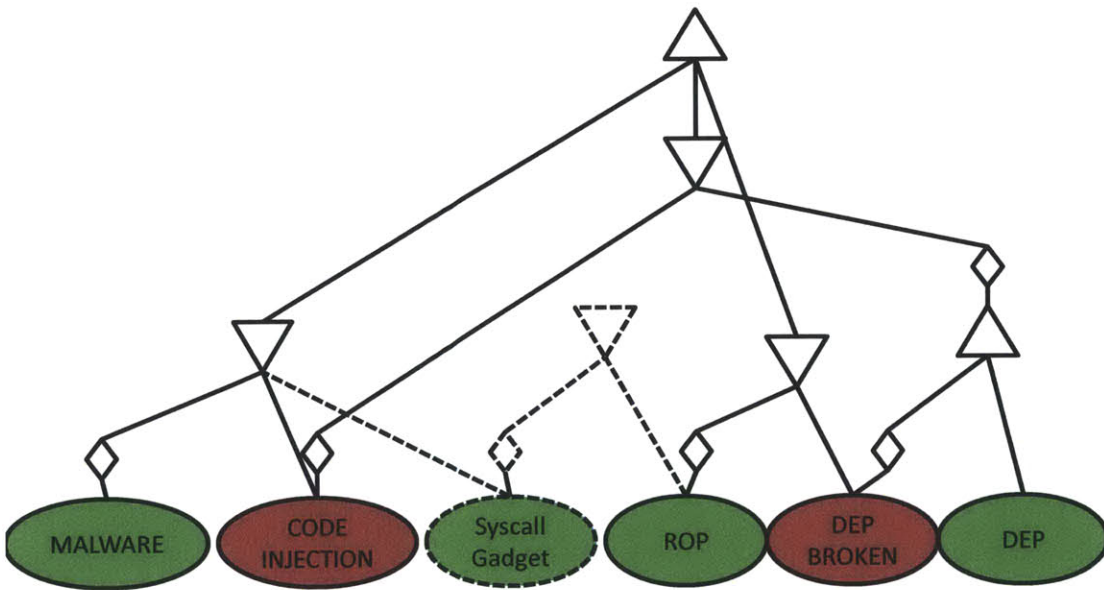 MALWARE
CODE
INJECTION
Syscall
Gadget
ROP
DEP
BROKEN
DEP